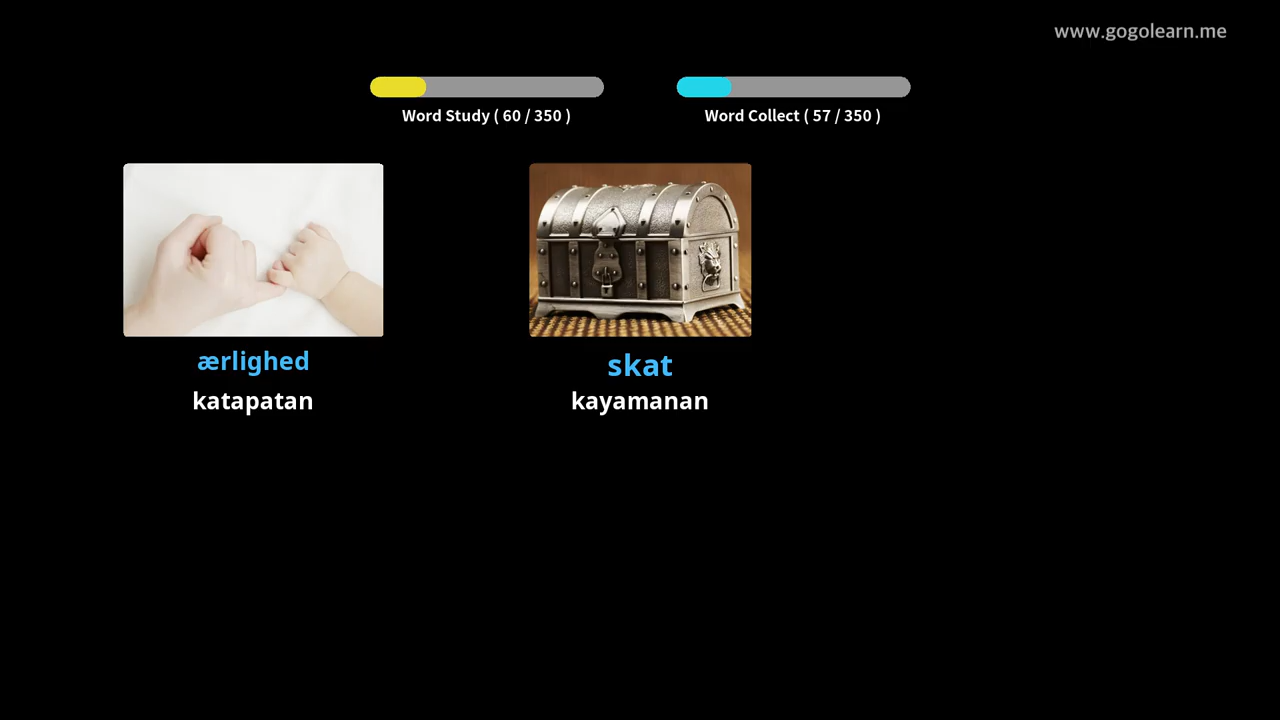 www.gogolearn.me
Word Study ( 60 / 350 )
Word Collect ( 57 / 350 )
ærlighed
katapatan
skat
kayamanan